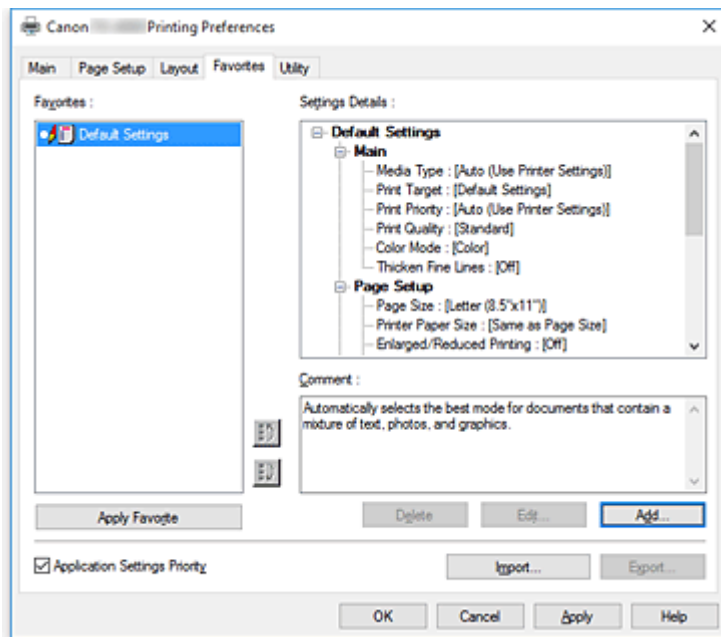 Canon Printing Preferences
Main Page Setup Layout Favorites Utility
Favorites :
Default Settings
Settings Details :
Default Settings
Main
Media Type : [Auto (Use Printer Settings)]
Print Target : [Default Settings]
Print Priority : [Auto (Use Printer Settings)]
Print Quality : [Standard]
Color Mode : [Color]
Thicken Fine Lines : [Off]
Page Setup
Page Size : [Letter (8.5"x11")]
Printer Paper Size : [Same as Page Size]
Enlarged/Reduced Printing : [Off]
Comment :
Automatically selects the best mode for documents that contain a
mixture of text, photos, and graphics.
Apply Favorite
Delete Edit... Add...
Application Settings Priority
Import... Export...
OK Cancel Apply Help